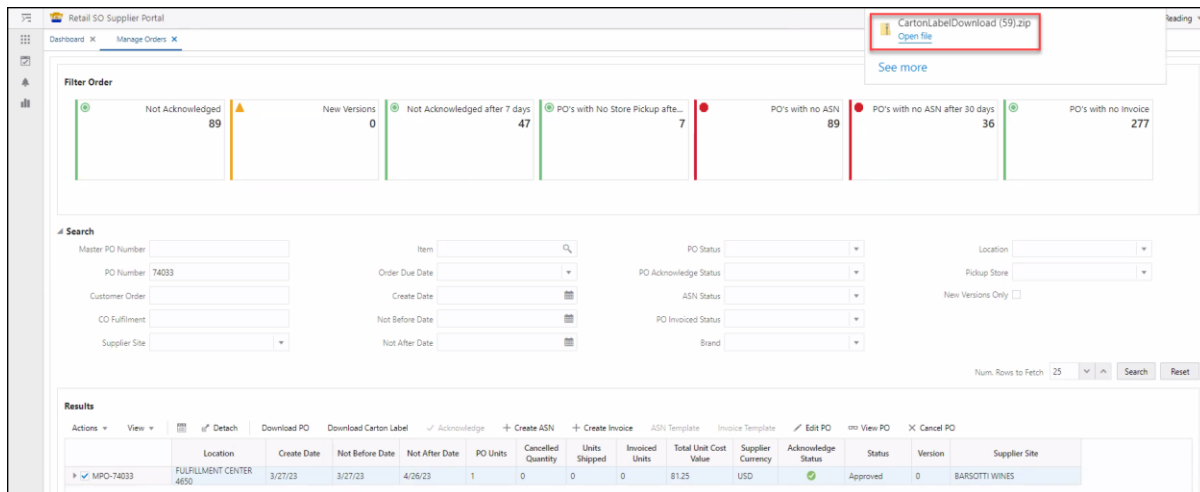 Retail SO Supplier Portal
CartonLabelDownload (59).zip
Open file
See more
Reading
Dashboard X Manage Orders X
Filter Order
Not Acknowledged
89
New Versions
0
Not Acknowledged after 7 days
47
PO's with No Store Pickup afte...
7
PO's with no ASN
89
PO's with no ASN after 30 days
36
PO's with no Invoice
277
Search
Master PO Number Item PO Status Location
PO Number 74033 Order Due Date PO Acknowledge Status Pickup Store
Customer Order Create Date ASN Status New Versions Only
CO Fulfilment Not Before Date PO Invoiced Status
Supplier Site Not After Date Brand
Num. Rows to Fetch 25 Search Reset
Results
Actions View Detach Download PO Download Carton Label Acknowledge + Create ASN + Create Invoice ASN Template Invoice Template Edit PO View PO X Cancel PO
Location Create Date Not Before Date Not After Date PO Units Cancelled Quantity Units Shipped Invoiced Units Total Unit Cost Value Supplier Currency Acknowledge Status Status Version Supplier Site
MPO-74033 FULFILLMENT CENTER 4650 3/27/23 3/27/23 4/26/23 1 0 0 0 81.25 USD Approved 0 BARSOTTI WINES